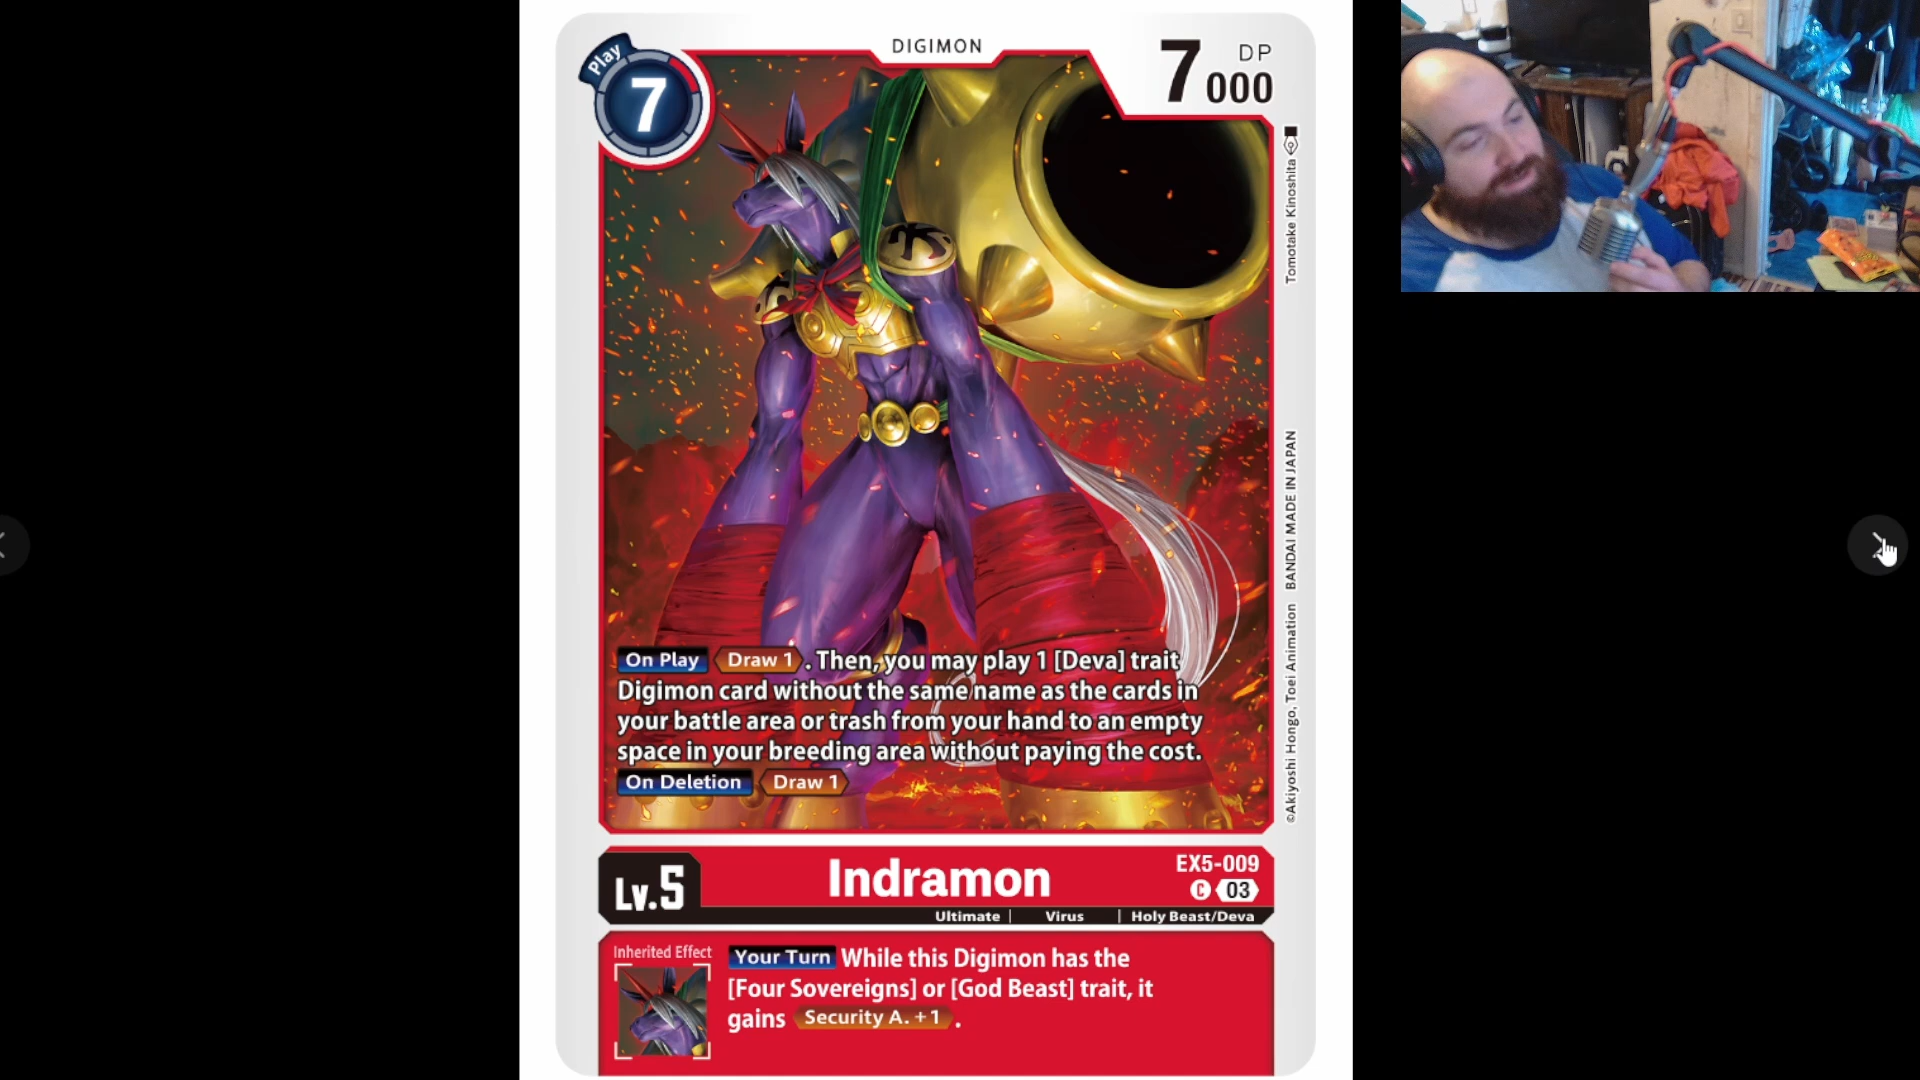 DIGIMON
Play
7
7000
DP
Tomotake Kinoshita
On Play Draw 1. Then, you may play 1 [Deva] trait
Digimon card without the same name as the cards in
your battle area or trash from your hand to an empty
space in your breeding area without paying the cost.
On Deletion Draw 1
©Akiyoshi Hongo, Toei Animation BANDAI MADE IN JAPAN
Lv.5
Indramon
EX5-009
C 03
Ultimate | Virus | Holy Beast/Deva
Inherited Effect
Your Turn While this Digimon has the
[Four Sovereigns] or [God Beast] trait, it
gains Security A. +1.